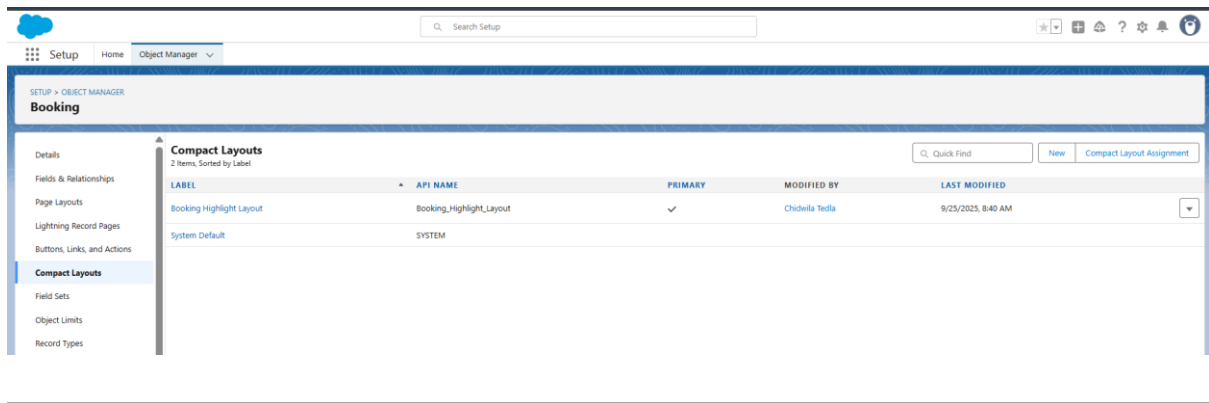 Search Setup
Setup Home Object Manager
SETUP > OBJECT MANAGER
Booking
Details
Fields & Relationships
Page Layouts
Lightning Record Pages
Buttons, Links, and Actions
Compact Layouts
Field Sets
Object Limits
Record Types
Compact Layouts
2 Items, Sorted by Label
Quick Find
New
Compact Layout Assignment
LABEL API NAME PRIMARY MODIFIED BY LAST MODIFIED
Booking Highlight Layout Booking_Highlight_Layout Chidwila Tedla 9/25/2025, 8:40 AM
System Default SYSTEM